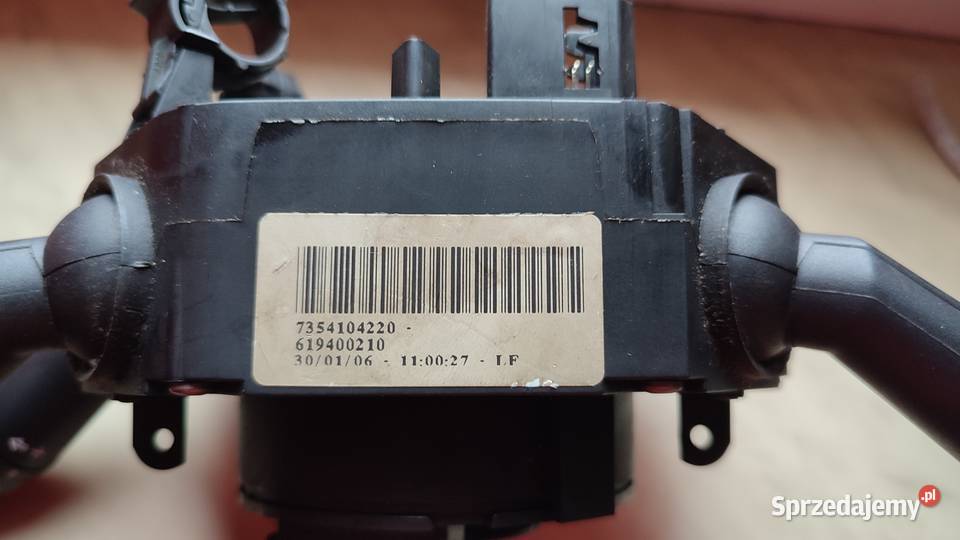 7354104220 -
619400210
30/01/06 - 11:00:27 - LF
Sprzedajemy.pl